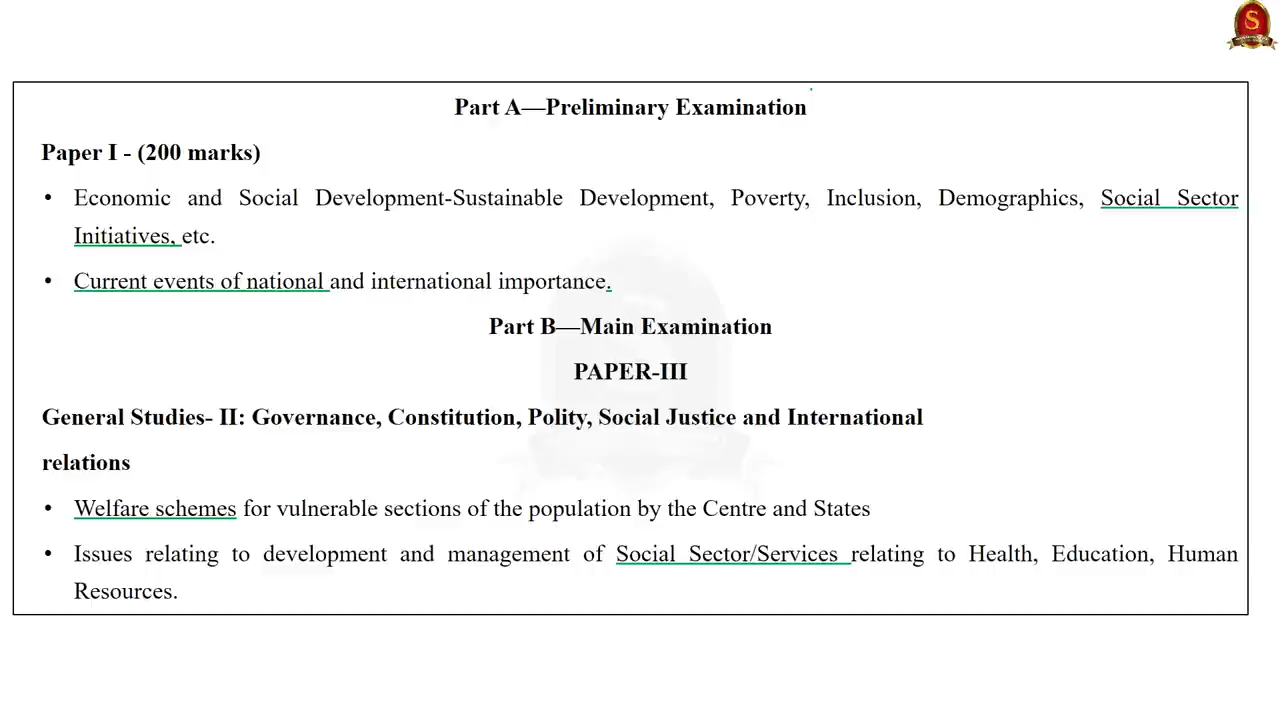 S
Part A—Preliminary Examination
Paper I - (200 marks)
• Economic and Social Development-Sustainable Development, Poverty, Inclusion, Demographics, Social Sector
Initiatives, etc.
• Current events of national and international importance.
Part B—Main Examination
PAPER-III
General Studies- II: Governance, Constitution, Polity, Social Justice and International
relations
• Welfare schemes for vulnerable sections of the population by the Centre and States
• Issues relating to development and management of Social Sector/Services relating to Health, Education, Human
Resources.